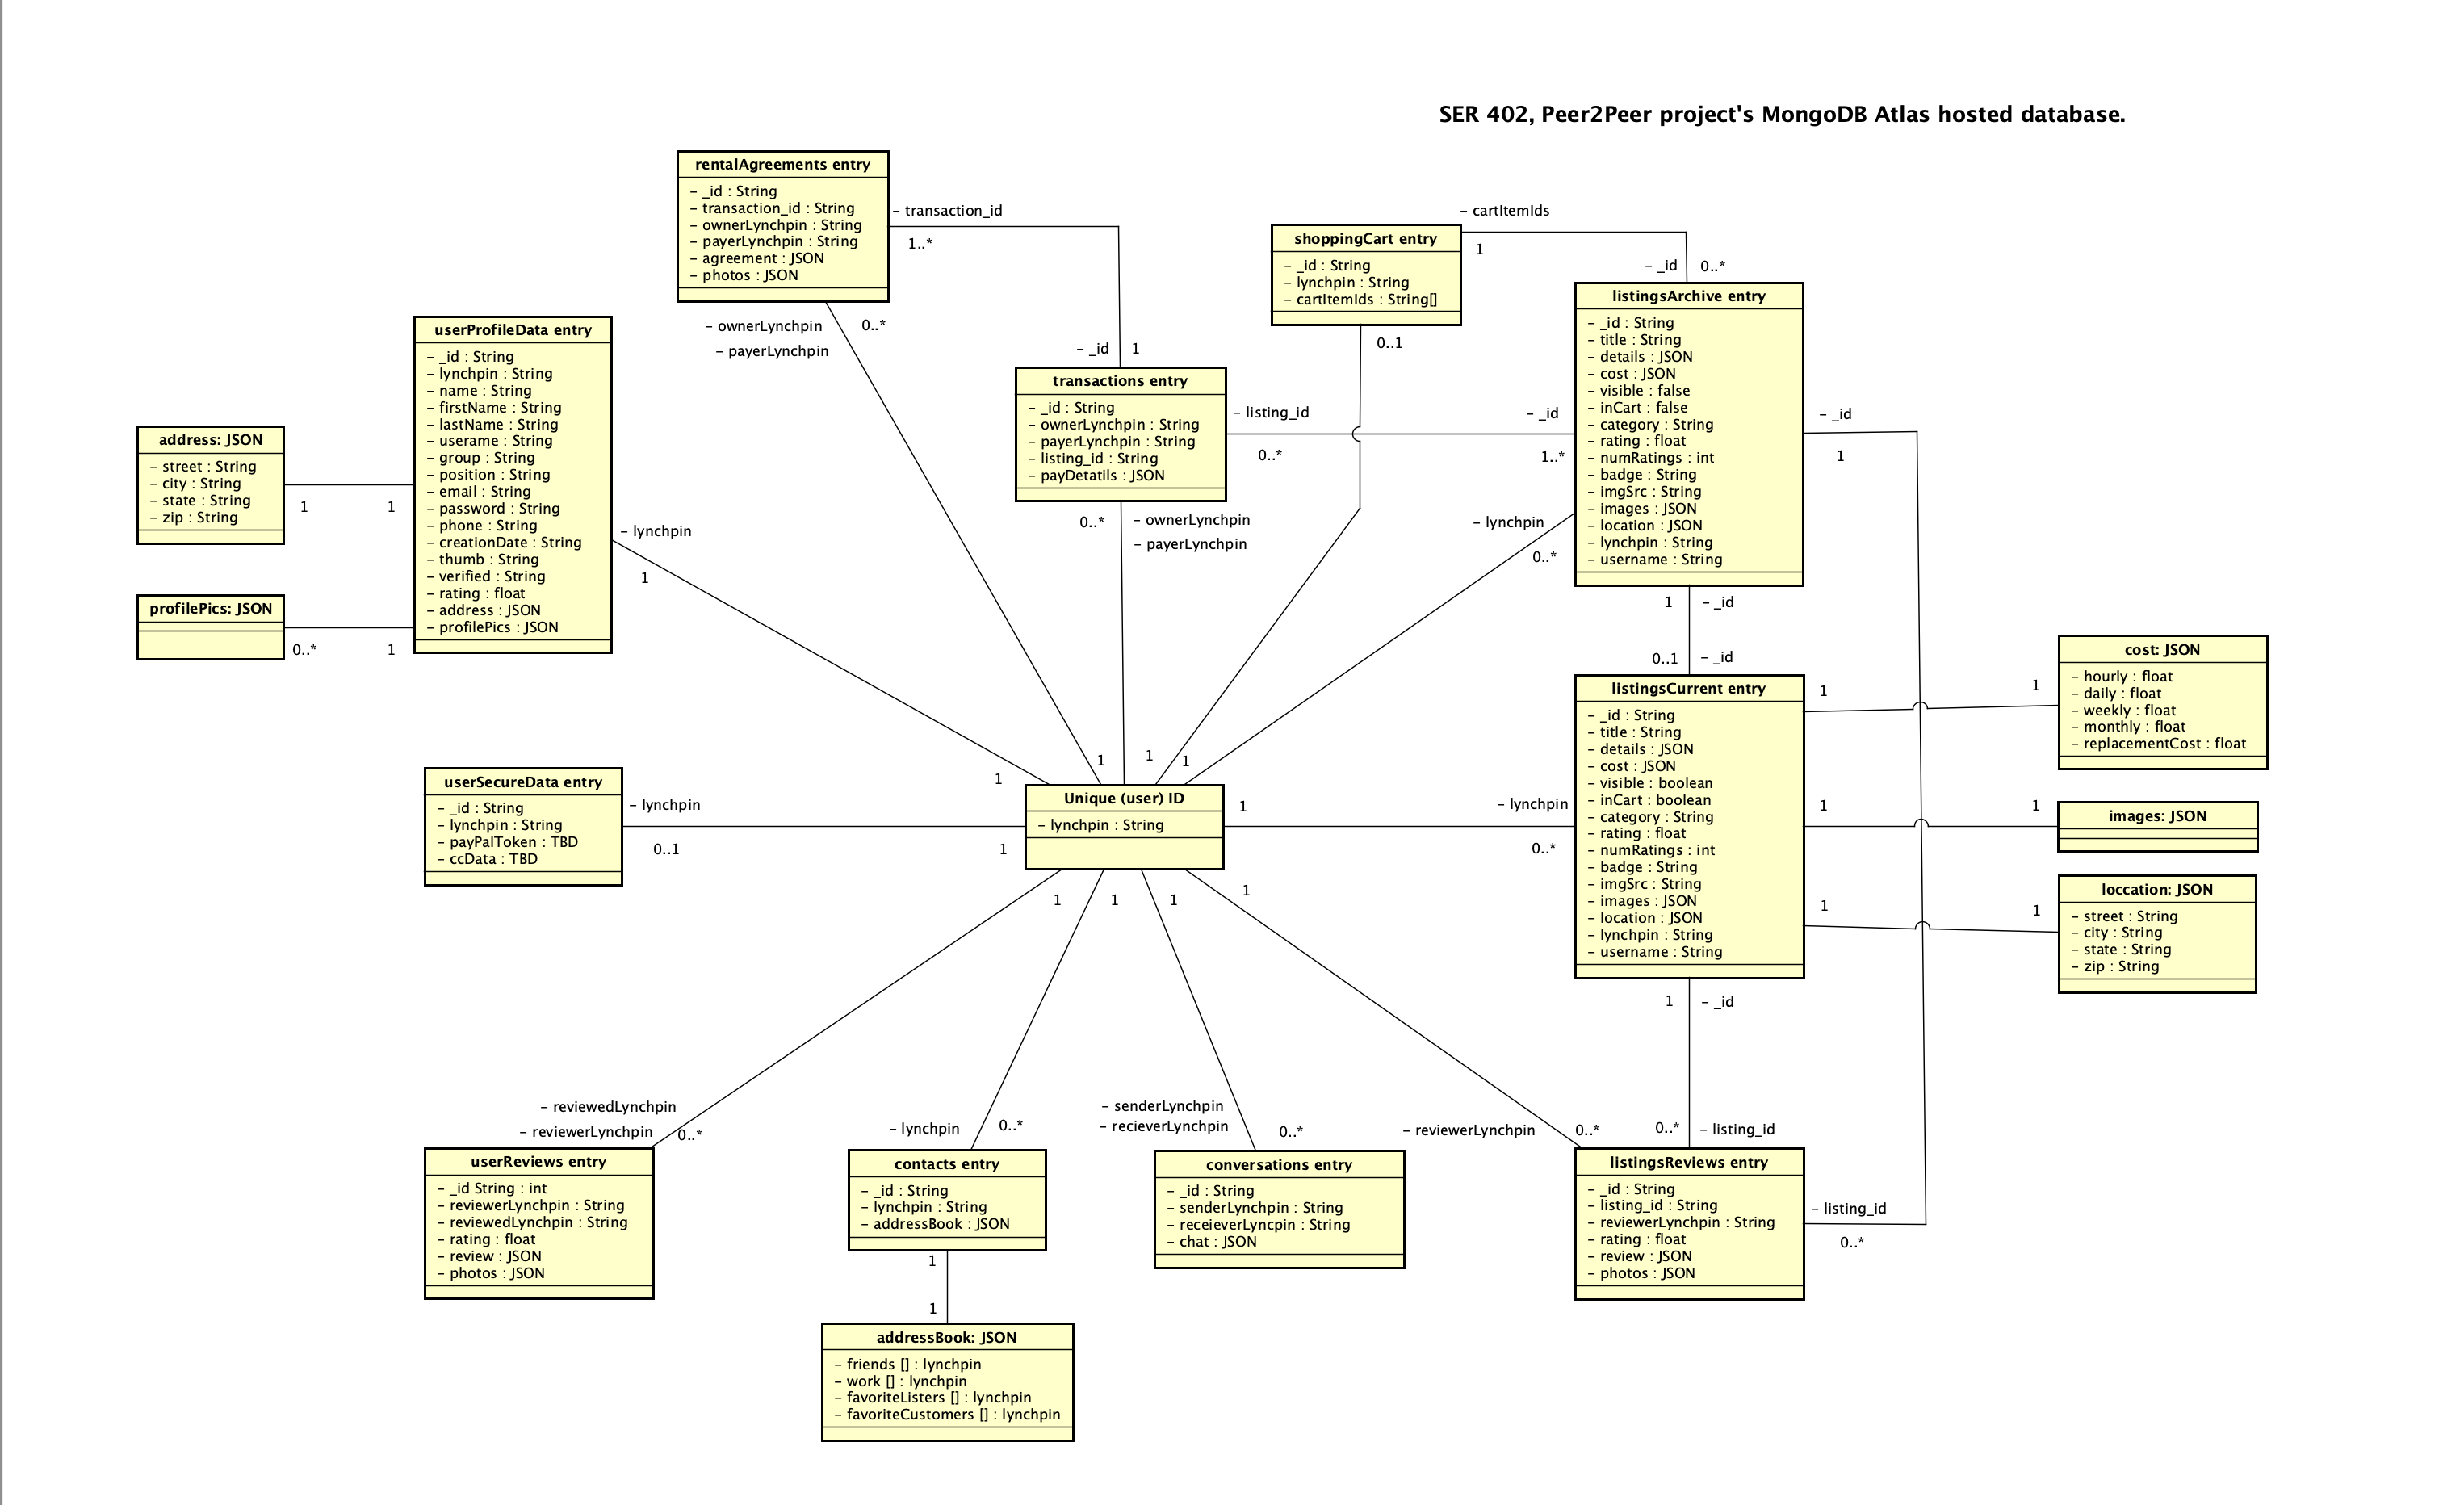 SER 402, Peer2Peer project's MongoDB Atlas hosted database.
rentalAgreements entry
– _id : String
– transaction_id : String
– ownerLynchpin : String
– payerLynchpin : String
– agreement : JSON
– photos : JSON
– transaction_id
1..*
– ownerLynchpin
0..*
– payerLynchpin
– _id
1
shoppingCart entry
– _id : String
– lynchpin : String
– cartItemIds : String[]
– cartItemIds
1
– _id
0..*
0..1
listingsArchive entry
– _id : String
– title : String
– details : JSON
– cost : JSON
– visible : false
– inCart : false
– category : String
– rating : float
– numRatings : int
– badge : String
– imgSrc : String
– images : JSON
– location : JSON
– lynchpin : String
– username : String
– _id
1
userProfileData entry
– _id : String
– lynchpin : String
– name : String
– firstName : String
– lastName : String
– userame : String
– group : String
– position : String
– email : String
– password : String
– phone : String
– creationDate : String
– thumb : String
– verified : String
– rating : float
– address : JSON
– profilePics : JSON
– lynchpin
1
address: JSON
– street : String
– city : String
– state : String
– zip : String
1
1
profilePics: JSON
0..*
1
transactions entry
– _id : String
– ownerLynchpin : String
– payerLynchpin : String
– listing_id : String
– payDetatils : JSON
– listing_id
0..*
– _id
1..*
0..*
– ownerLynchpin
– payerLynchpin
– lynchpin
0..*
1
– _id
0..1
– _id
listingsCurrent entry
– _id : String
– title : String
– details : JSON
– cost : JSON
– visible : boolean
– inCart : boolean
– category : String
– rating : float
– numRatings : int
– badge : String
– imgSrc : String
– images : JSON
– location : JSON
– lynchpin : String
– username : String
1
1
cost: JSON
– hourly : float
– daily : float
– weekly : float
– monthly : float
– replacementCost : float
1
1
images: JSON
1
1
loccation: JSON
– street : String
– city : String
– state : String
– zip : String
userSecureData entry
– _id : String
– lynchpin : String
– payPalToken : TBD
– ccData : TBD
– lynchpin
0..1
1
1
1
1
1
Unique (user) ID
– lynchpin : String
1
– lynchpin
0..*
1
1
1
1
1
– _id
– reviewedLynchpin
– reviewerLynchpin
0..*
userReviews entry
– _id String : int
– reviewerLynchpin : String
– reviewedLynchpin : String
– rating : float
– review : JSON
– photos : JSON
– lynchpin
0..*
contacts entry
– _id : String
– lynchpin : String
– addressBook : JSON
1
1
addressBook: JSON
– friends [] : lynchpin
– work [] : lynchpin
– favoriteListers [] : lynchpin
– favoriteCustomers [] : lynchpin
– senderLynchpin
– recieverLynchpin
0..*
conversations entry
– _id : String
– senderLynchpin : String
– receieverLyncpin : String
– chat : JSON
– reviewerLynchpin
0..*
0..*
– listing_id
listingsReviews entry
– _id : String
– listing_id : String
– reviewerLynchpin : String
– rating : float
– review : JSON
– photos : JSON
– listing_id
0..*